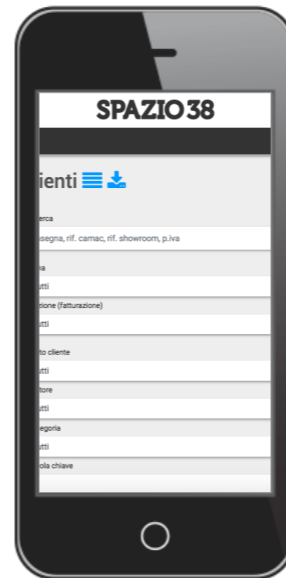 SPAZIO38
ienti
erca
segna, rif. camac, rif. showroom, p.iva
utti
zione (fatturazione)
utti
to cliente
utti
tore
utti
egoria
utti
ola chiave